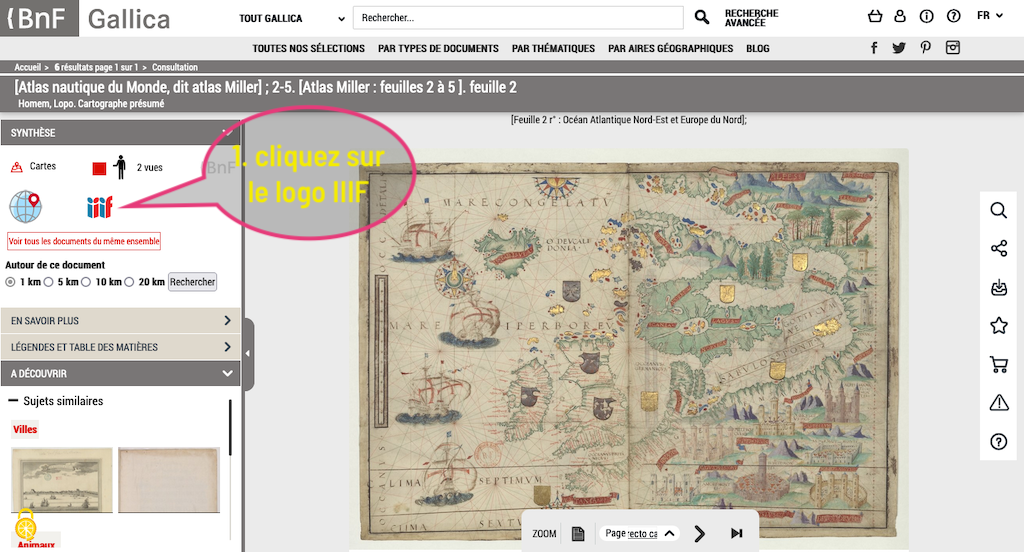 {BnF Gallica
TOUT GALLICA
Rechercher...
RECHERCHE
AVANCÉE
FR
TOUTES NOS SÉLECTIONS PAR TYPES DE DOCUMENTS PAR THÉMATIQUES PAR AIRES GÉOGRAPHIQUES BLOG
Accueil > 6 résultats page 1 sur 1 > Consultation
[Atlas nautique du Monde, dit atlas Miller] ; 2-5. [Atlas Miller : feuilles 2 à 5 ]. feuille 2
Homem, Lopo. Cartographe présumé
SYNTHÈSE
Cartes
2 vues
BnF
iiif
Voir tous les documents du même ensemble
Autour de ce document
1 km 5 km 10 km 20 km Rechercher
EN SAVOIR PLUS
LÉGENDES ET TABLE DES MATIÈRES
A DÉCOUVRIR
Sujets similaires
Villes
Animaux
1. cliquez sur
le logo IIIF
[Feuille 2 r° : Océan Atlantique Nord-Est et Europe du Nord];
MARE CONGELATV
MARE IPERBORE
SEPTIMVM
ZOOM
Page recto ca